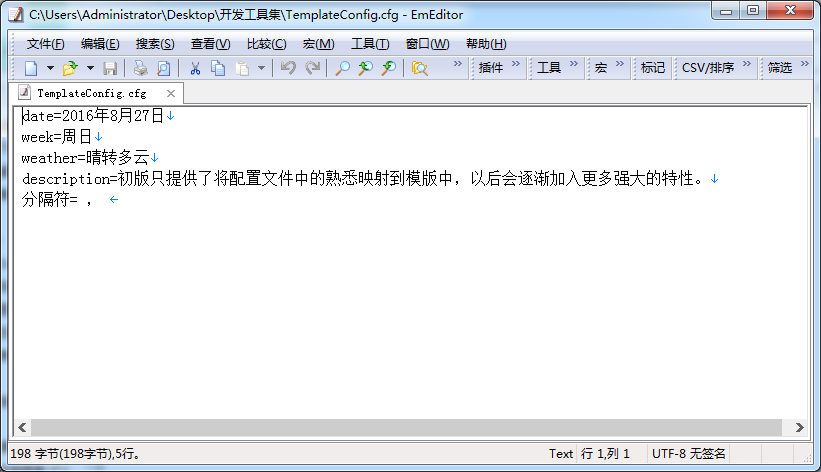 C:\Users\Administrator\Desktop\开发工具集\TemplateConfig.cfg - EmEditor
文件(F) 编辑(E) 搜索(S) 查看(V) 比较(C) 宏(M) 工具(T) 窗口(W) 帮助(H)
插件 工具 宏 标记 CSV/排序 筛选
TemplateConfig.cfg
date=2016年8月27日
week=周日
weather=晴转多云
description=初版只提供了将配置文件中的熟悉映射到模版中，以后会逐渐加入更多强大的特性。
分隔符= ，
198 字节(198字节),5行。 Text 行 1,列 1 UTF-8 无签名